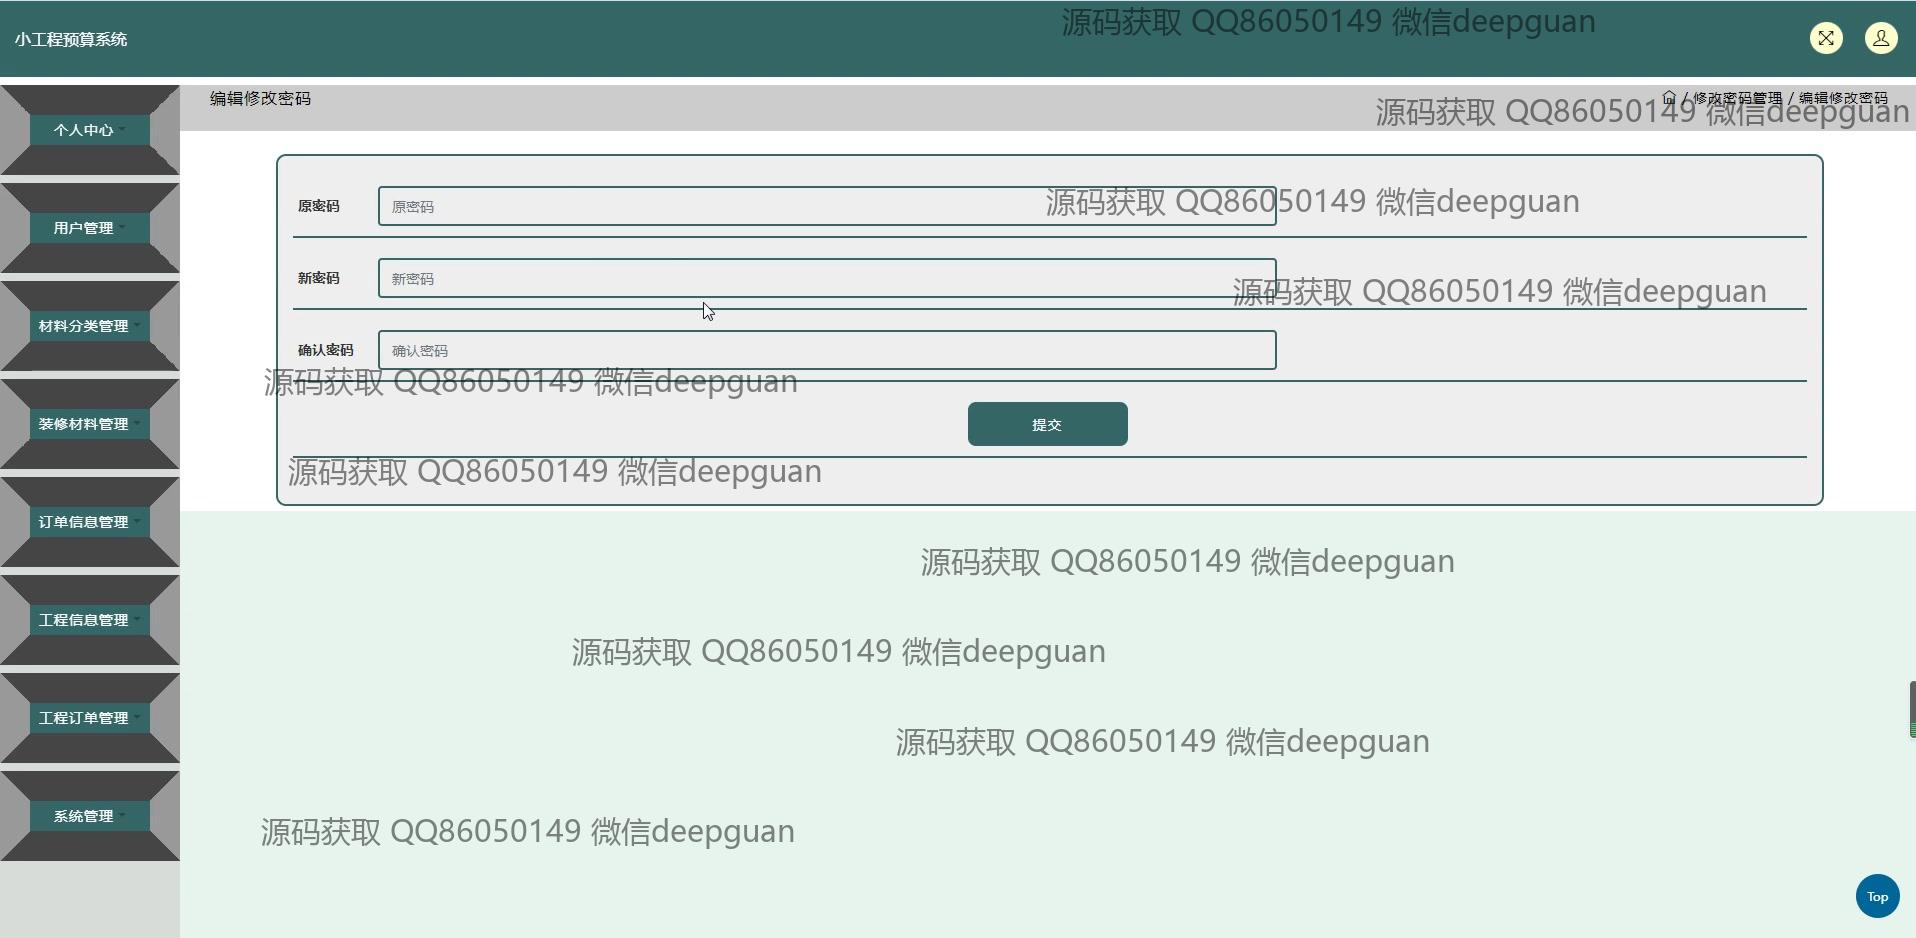 源码获取 QQ86050149 微信deepguan
小工程预算系统
编辑修改密码
/ 修改密码管理 / 编辑修改密码
源码获取 QQ86050149 微信deepguan
个人中心
原密码 原密码
源码获取 QQ86050149 微信deepguan
用户管理
新密码 新密码
源码获取 QQ86050149 微信deepguan
材料分类管理
确认密码 确认密码
源码获取 QQ86050149 微信deepguan
装修材料管理
提交
源码获取 QQ86050149 微信deepguan
订单信息管理
源码获取 QQ86050149 微信deepguan
工程信息管理
源码获取 QQ86050149 微信deepguan
工程订单管理
源码获取 QQ86050149 微信deepguan
系统管理
源码获取 QQ86050149 微信deepguan
Top